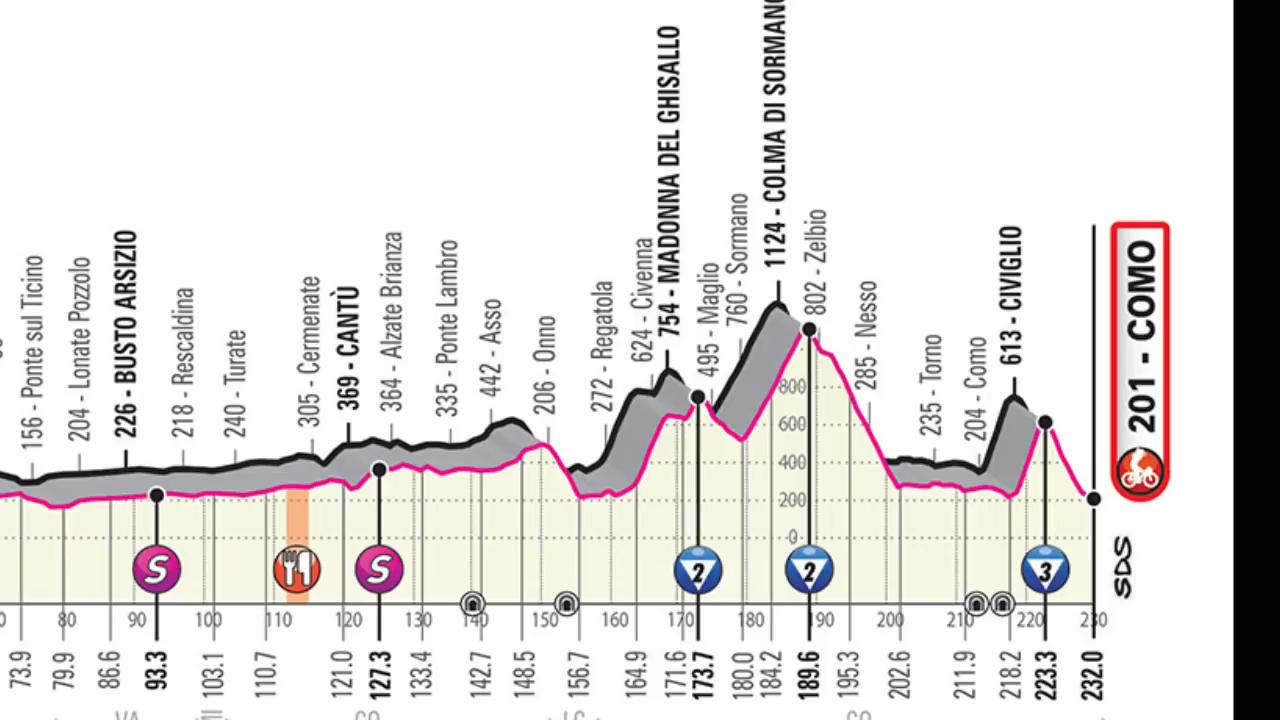 156 - Ponte sul Ticino
204 - Lonate Pozzolo
226 - BUSTO ARSIZIO
218 - Rescaldina
240 - Turate
305 - Cermenate
369 - CANTÙ
364 - Alzate Brianza
335 - Ponte Lambro
442 - Asso
206 - Onno
272 - Regatola
624 - Civenna
754 - MADONNA DEL GHISALLO
495 - Maglio
760 - Sormano
1124 - COLMA DI SORMANO
802 - Zelbio
285 - Nesso
235 - Torno
204 - Como
613 - CIVIGLIO
201 - COMO
800
600
400
200
0
S
S
2
2
3
SDS
80
90
100
110
120
130
140
150
160
170
180
190
200
210
220
230
73.9
79.9
86.6
93.3
103.1
110.7
121.0
127.3
133.4
142.7
148.5
156.7
164.9
171.6
173.7
180.0
184.2
189.6
195.3
202.6
211.9
218.2
223.3
232.0